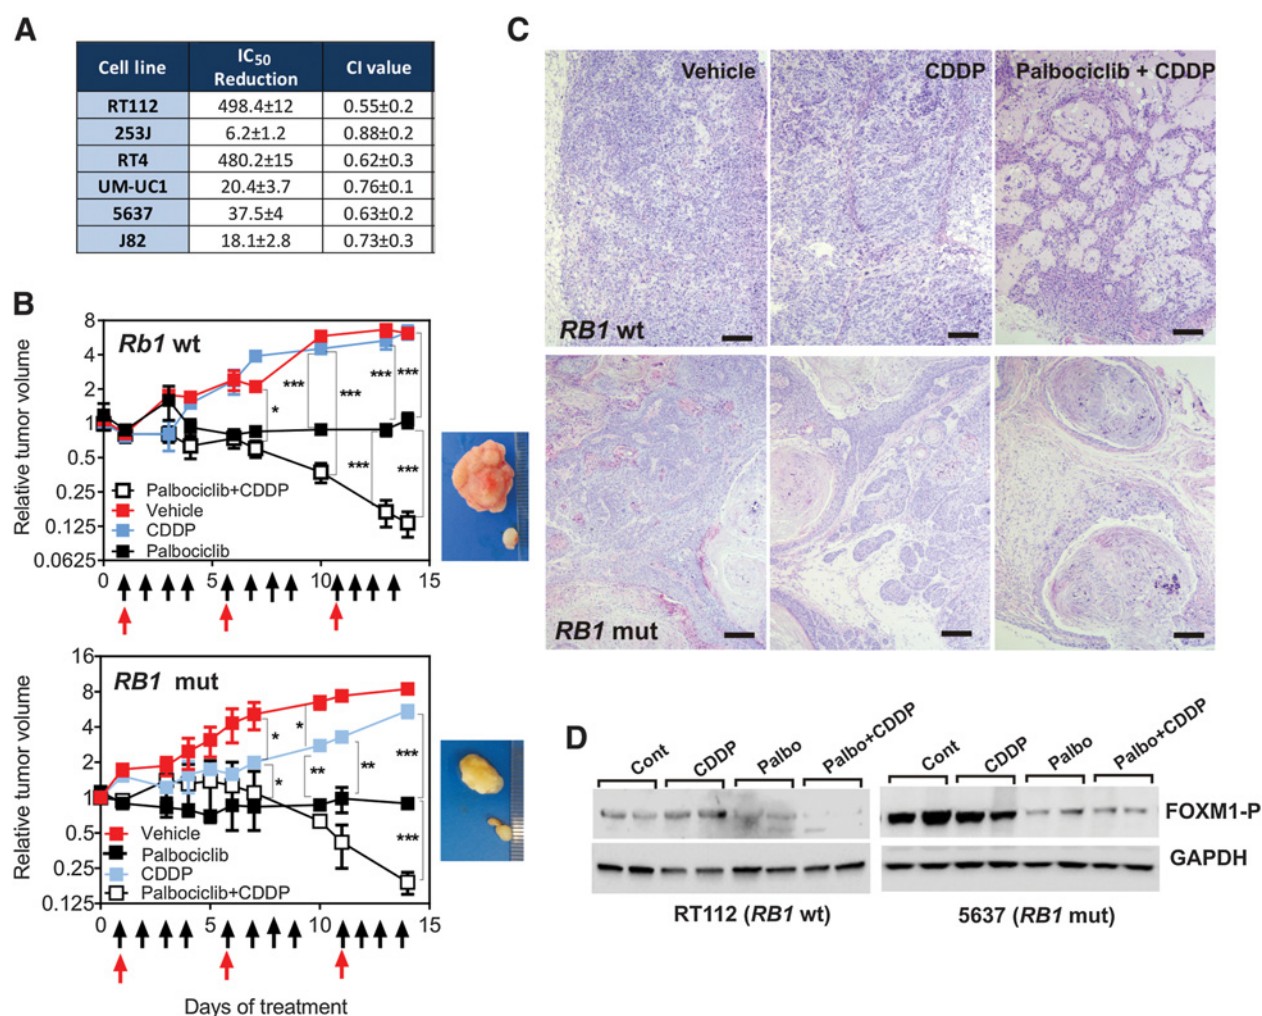 A
Cell line IC50 Reduction CI value
RT112 498.4±12 0.55±0.2
253J 6.2±1.2 0.88±0.2
RT4 480.2±15 0.62±0.3
UM-UC1 20.4±3.7 0.76±0.1
5637 37.5±4 0.63±0.2
J82 18.1±2.8 0.73±0.3
B
Relative tumor volume
8
4
2
1
0.5
0.25
0.125
0.0625
Rb1 wt
*
***
***
***
***
***
***
Palbociclib+CDDP
Vehicle
CDDP
Palbociclib
0 5 10 15
Relative tumor volume
16
8
4
2
1
0.5
0.25
0.125
RB1 mut
*
*
*
**
**
***
***
Vehicle
Palbociclib
CDDP
Palbociclib+CDDP
0 5 10 15
Days of treatment
C
Vehicle
CDDP
Palbociclib + CDDP
RB1 wt
RB1 mut
D
Cont CDDP Palbo Palbo+CDDP
Cont CDDP Palbo Palbo+CDDP
FOXM1-P
GAPDH
RT112 (RB1 wt)
5637 (RB1 mut)